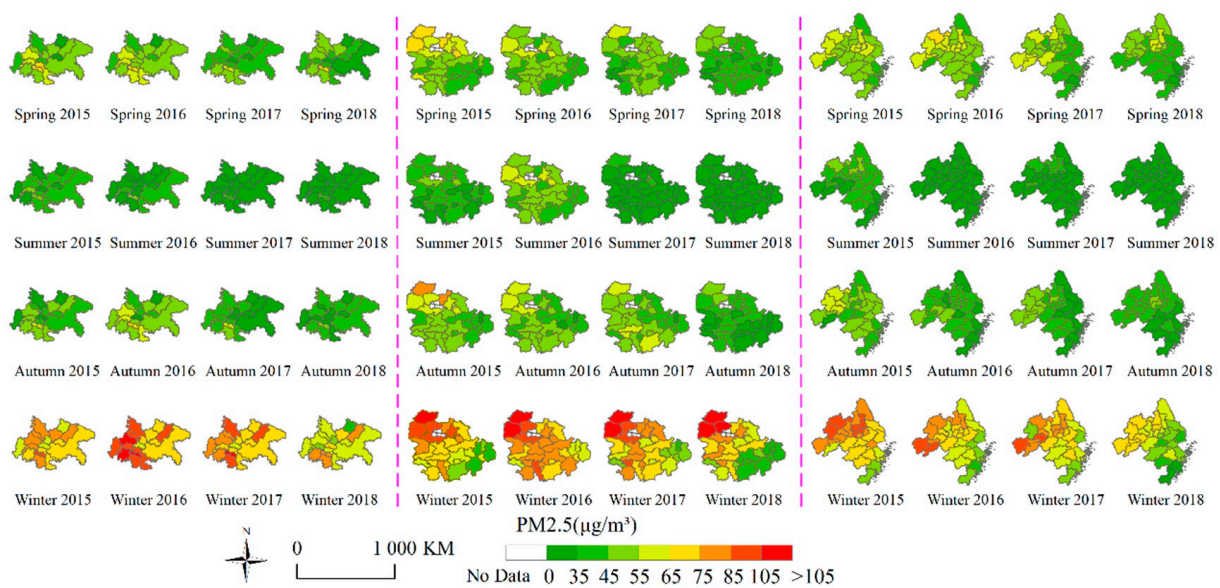 Spring 2015 Spring 2016 Spring 2017 Spring 2018 Spring 2015 Spring 2016 Spring 2017 Spring 2018 Spring 2015 Spring 2016 Spring 2017 Spring 2018
Summer 2015 Summer 2016 Summer 2017 Summer 2018 Summer 2015 Summer 2016 Summer 2017 Summer 2018 Summer 2015 Summer 2016 Summer 2017 Summer 2018
Autumn 2015 Autumn 2016 Autumn 2017 Autumn 2018 Autumn 2015 Autumn 2016 Autumn 2017 Autumn 2018 Autumn 2015 Autumn 2016 Autumn 2017 Autumn 2018
Winter 2015 Winter 2016 Winter 2017 Winter 2018 Winter 2015 Winter 2016 Winter 2017 Winter 2018 Winter 2015 Winter 2016 Winter 2017 Winter 2018
PM2.5(μg/m³)
N
0 1 000 KM
No Data 0 35 45 55 65 75 85 105 >105